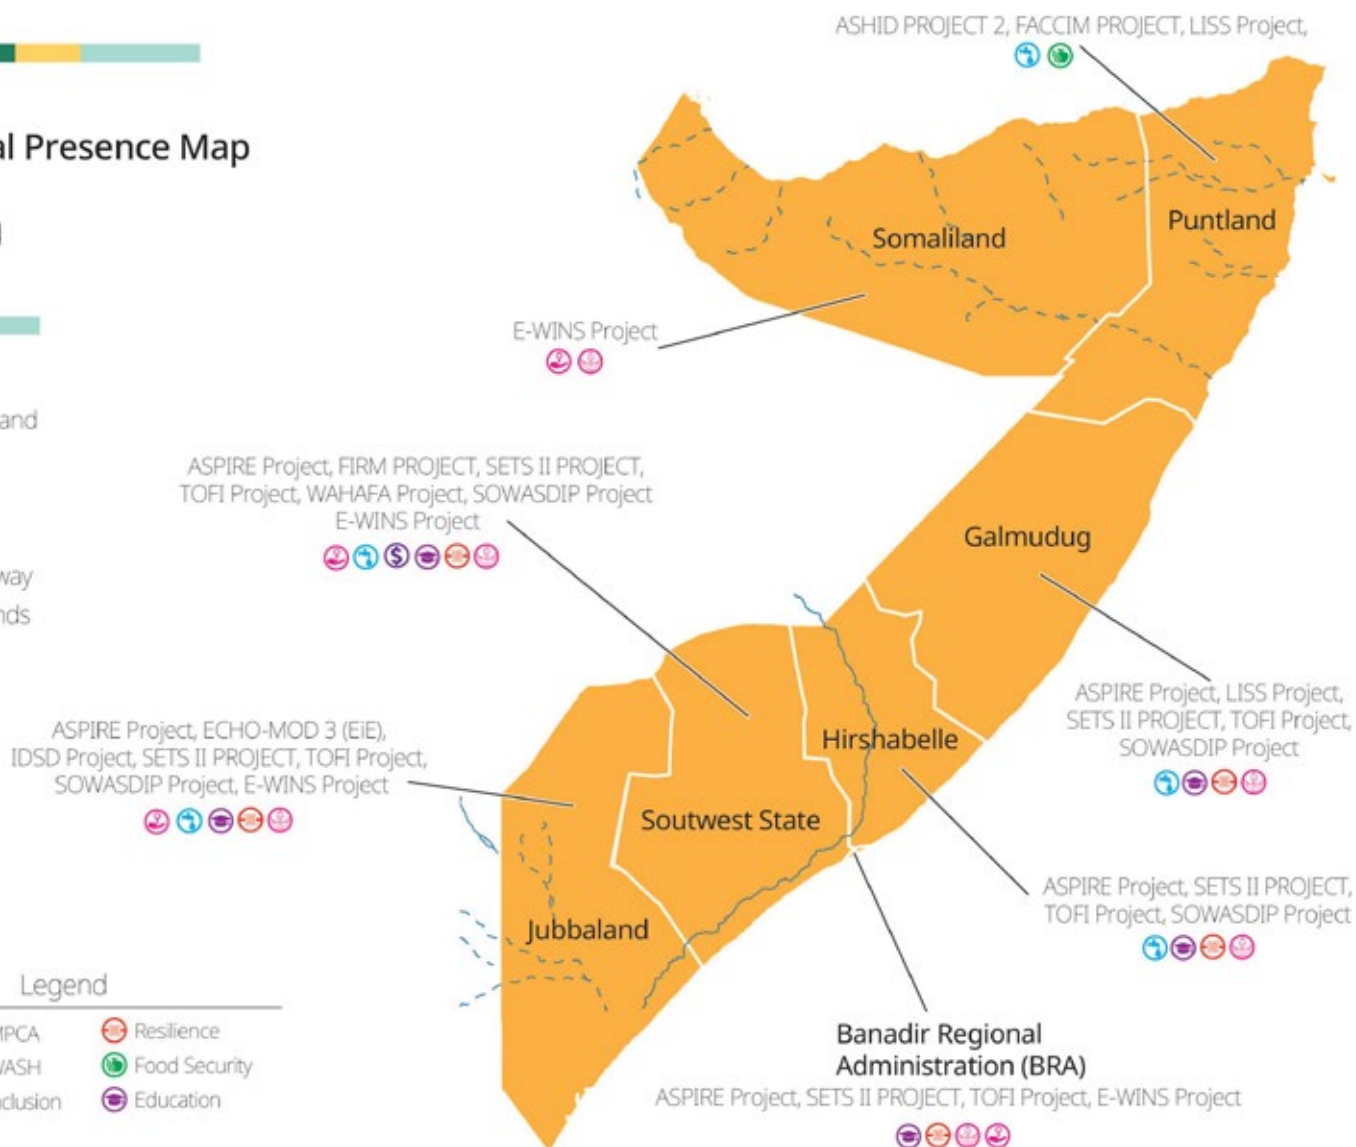 ASHID PROJECT 2, FACCIM PROJECT, LISS Project,
al Presence Map
Somaliland
Puntland
E-WINS Project
and
ASPIRE Project, FIRM PROJECT, SETS II PROJECT,
TOFI Project, WAHAFA Project, SOWASDIP Project
E-WINS Project
Galmudug
way
nds
ASPIRE Project, LISS Project,
SETS II PROJECT, TOFI Project,
SOWASDIP Project
ASPIRE Project, ECHO-MOD 3 (EiE),
IDSD Project, SETS II PROJECT, TOFI Project,
SOWASDIP Project, E-WINS Project
Hirshabelle
Soutwest State
ASPIRE Project, SETS II PROJECT,
TOFI Project, SOWASDIP Project
Jubbaland
Legend
MPCA
Resilience
WASH
Food Security
nclusion
Education
Banadir Regional
Administration (BRA)
ASPIRE Project, SETS II PROJECT, TOFI Project, E-WINS Project